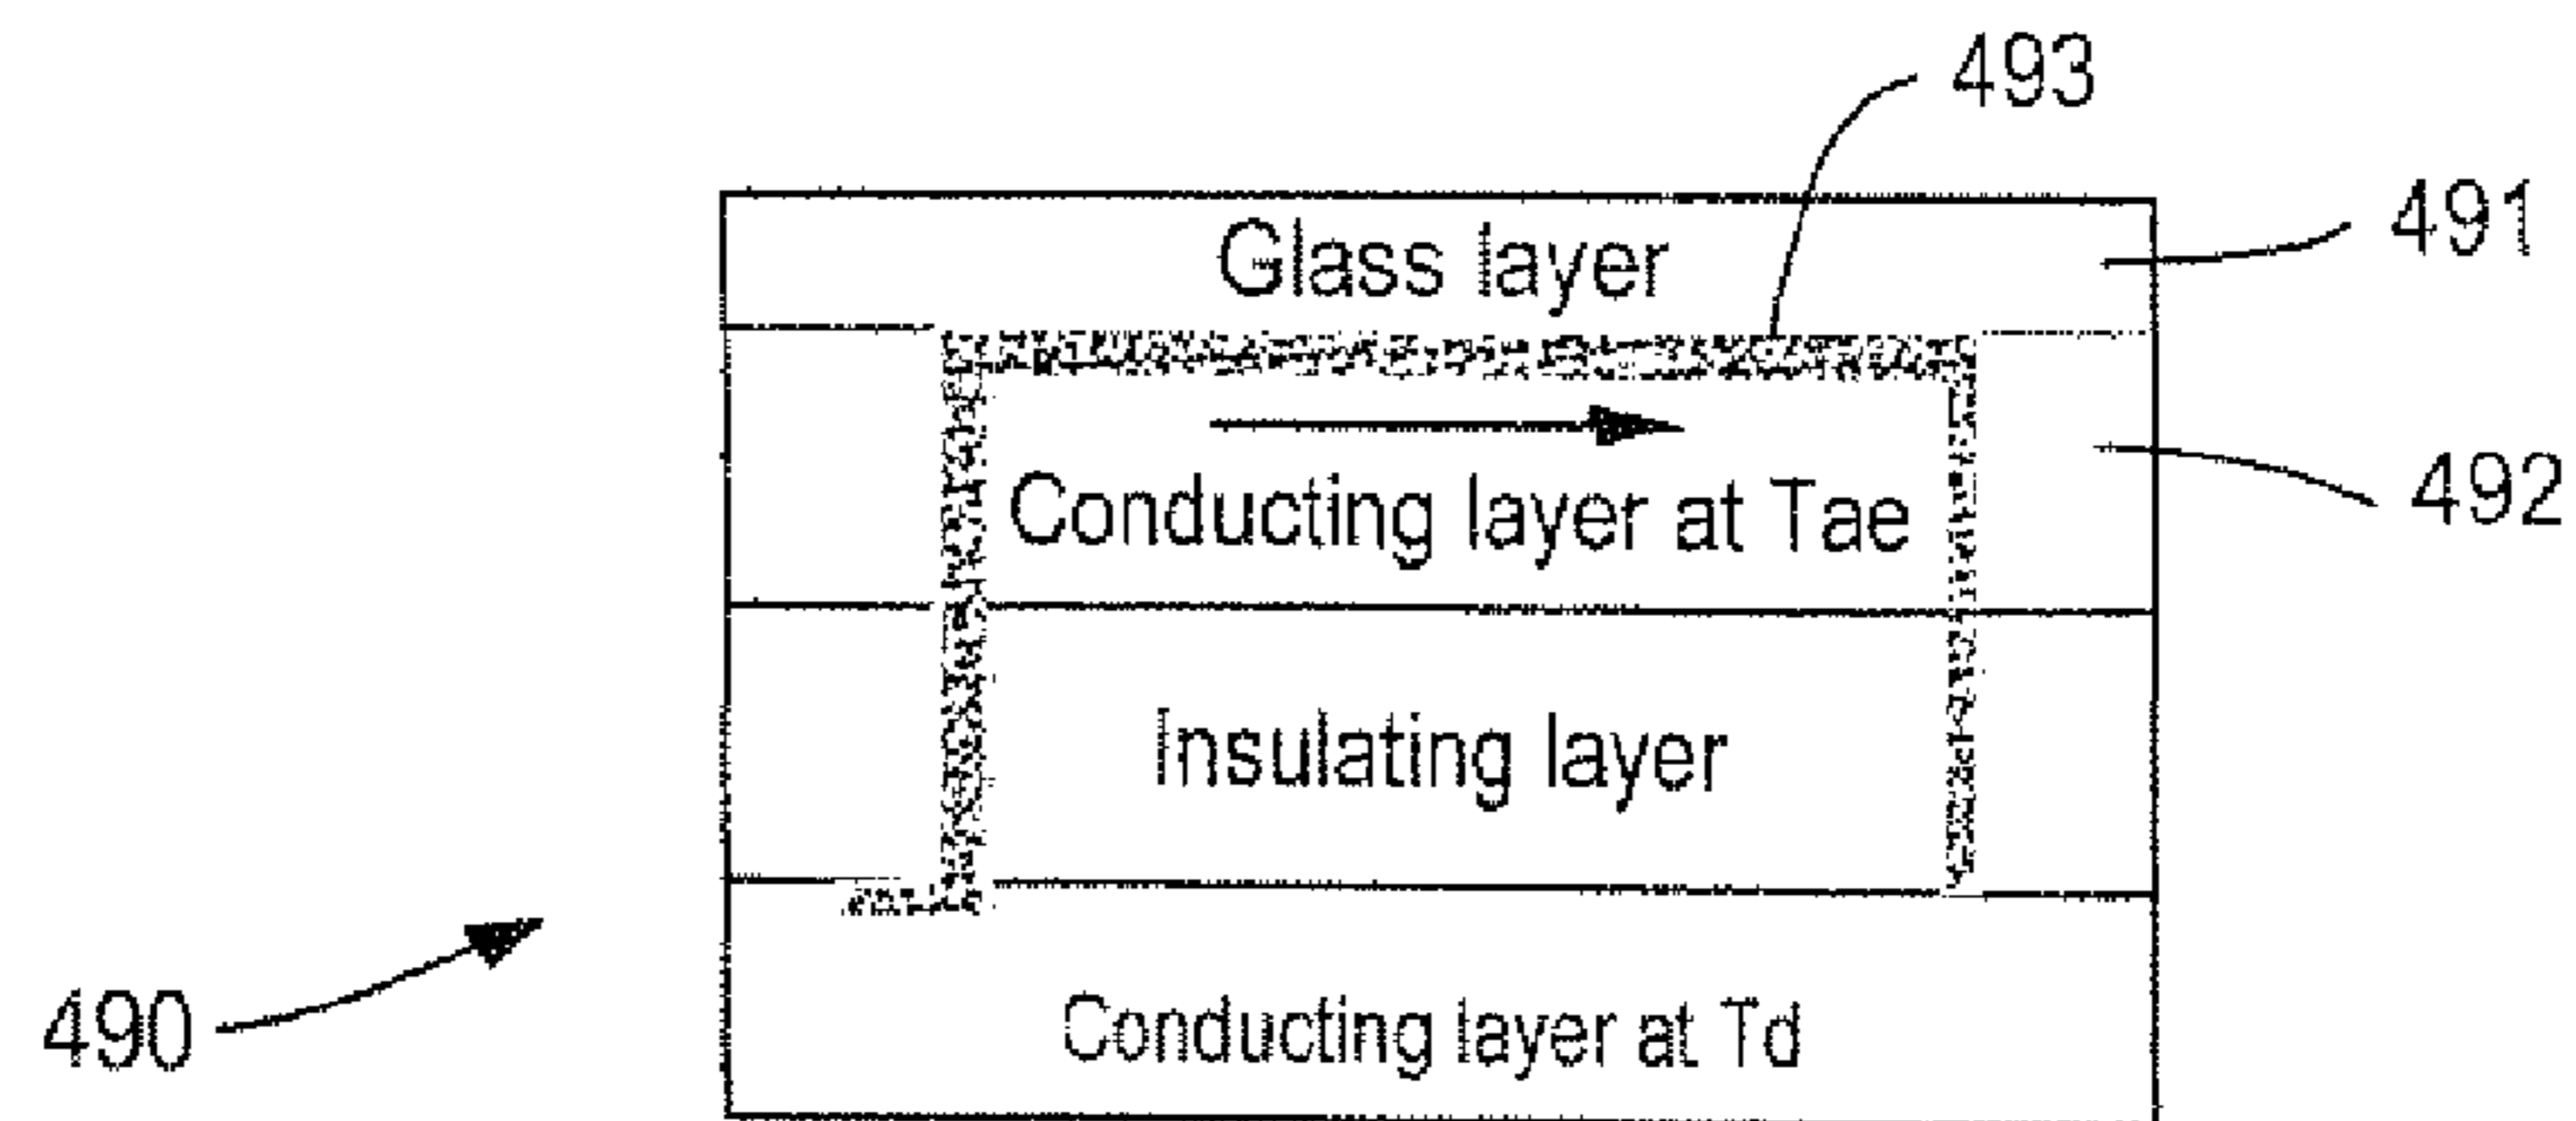 493
Glass layer
491
Conducting layer at Tae
492
Insulating layer
490
Conducting layer at Td